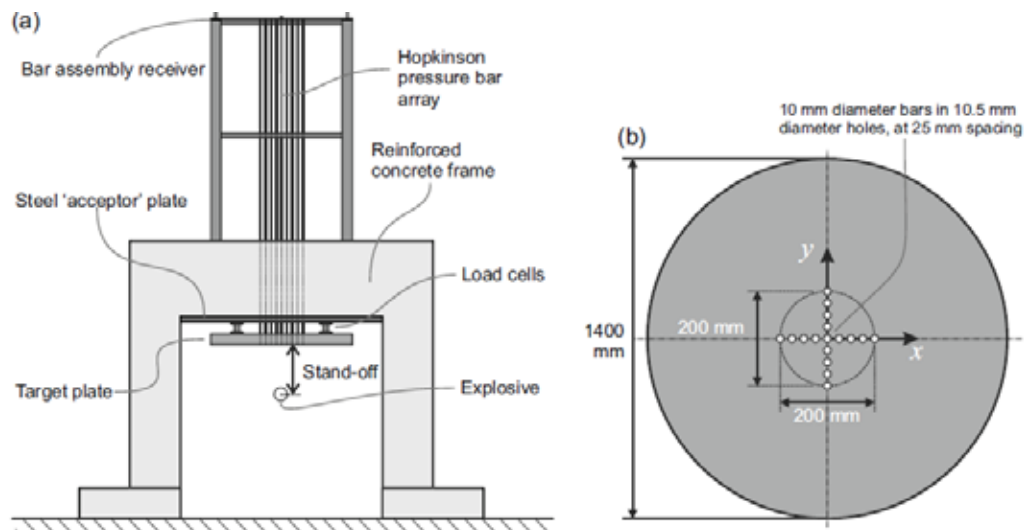 (a)
Bar assembly receiver
Hopkinson
pressure bar
array
Reinforced
concrete frame
Steel ‘acceptor’ plate
Load cells
Target plate
Stand-off
Explosive
10 mm diameter bars in 10.5 mm
diameter holes, at 25 mm spacing
(b)
y
1400
mm
200 mm
x
200 mm